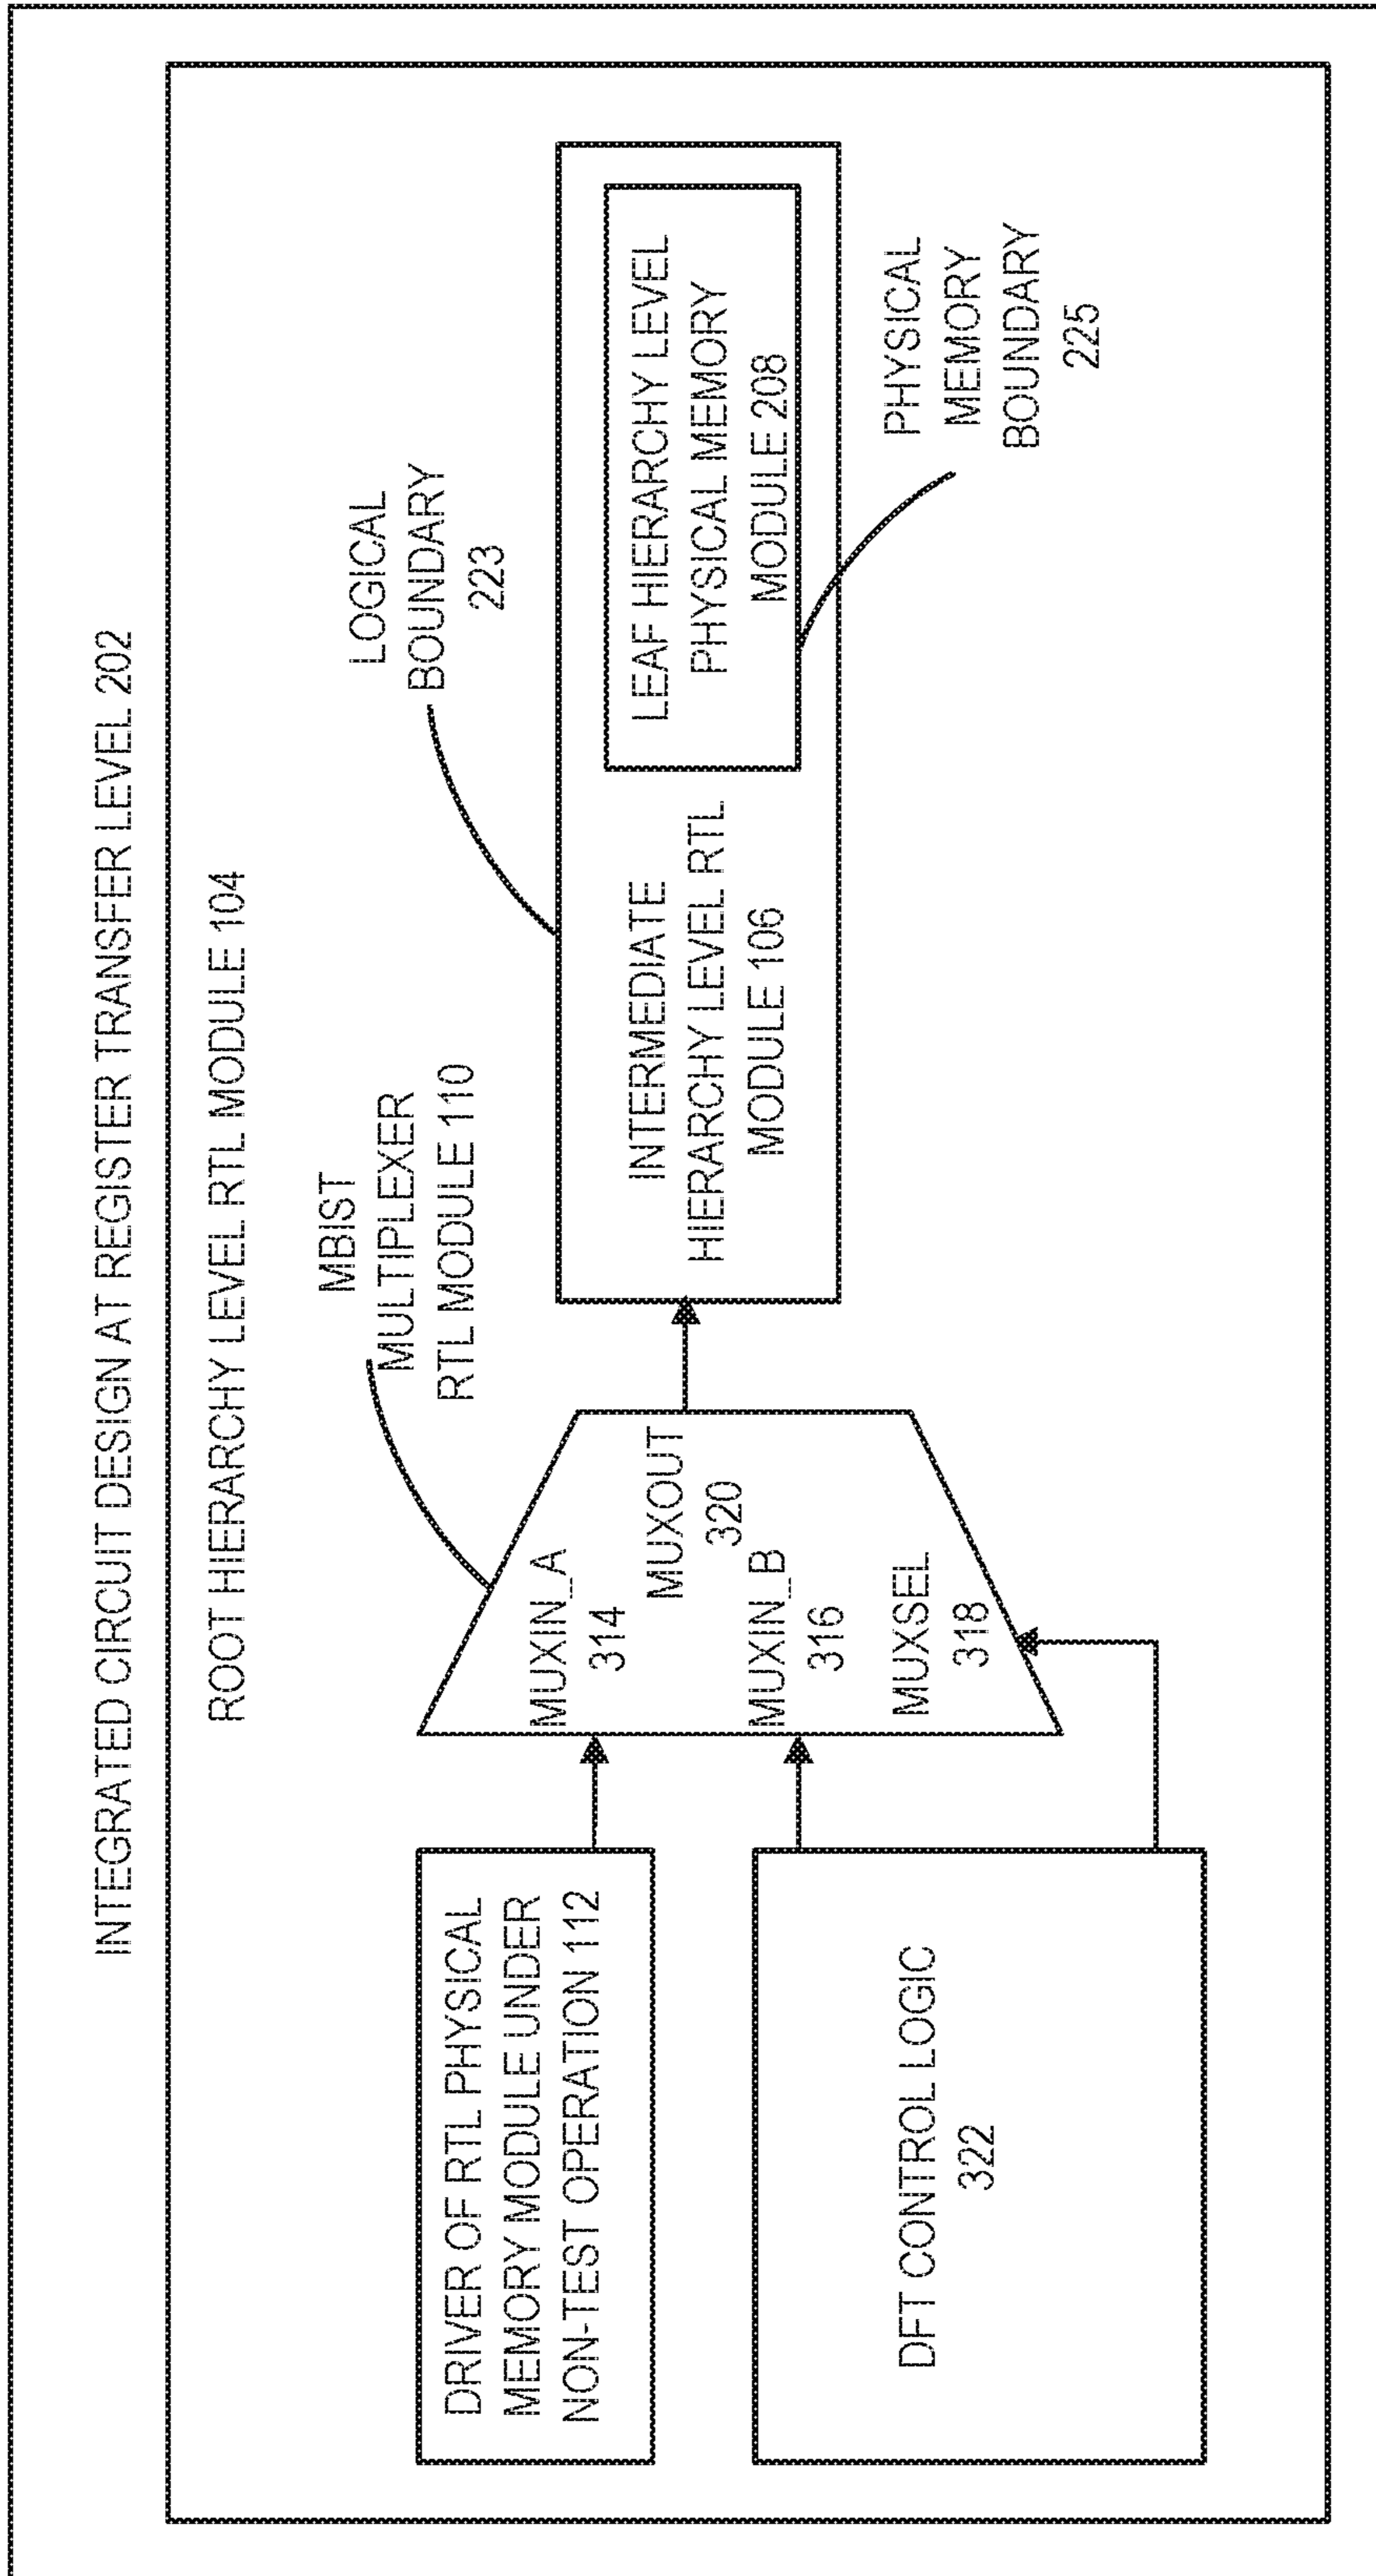 INTEGRATED CIRCUIT DESIGN AT REGISTER TRANSFER LEVEL 202
ROOT HIERARCHY LEVEL RTL MODULE 104
DRIVER OF RTL PHYSICAL
MEMORY MODULE UNDER
NON-TEST OPERATION 112
DFT CONTROL LOGIC
322
MBIST
MULTIPLEXER
RTL MODULE 110
MUXIN_A
314
MUXOUT
320
MUXIN_B
316
MUXSEL
318
LOGICAL
BOUNDARY
223
INTERMEDIATE
HIERARCHY LEVEL RTL
MODULE 106
LEAF HIERARCHY LEVEL
PHYSICAL MEMORY
MODULE 208
PHYSICAL
MEMORY
BOUNDARY
225